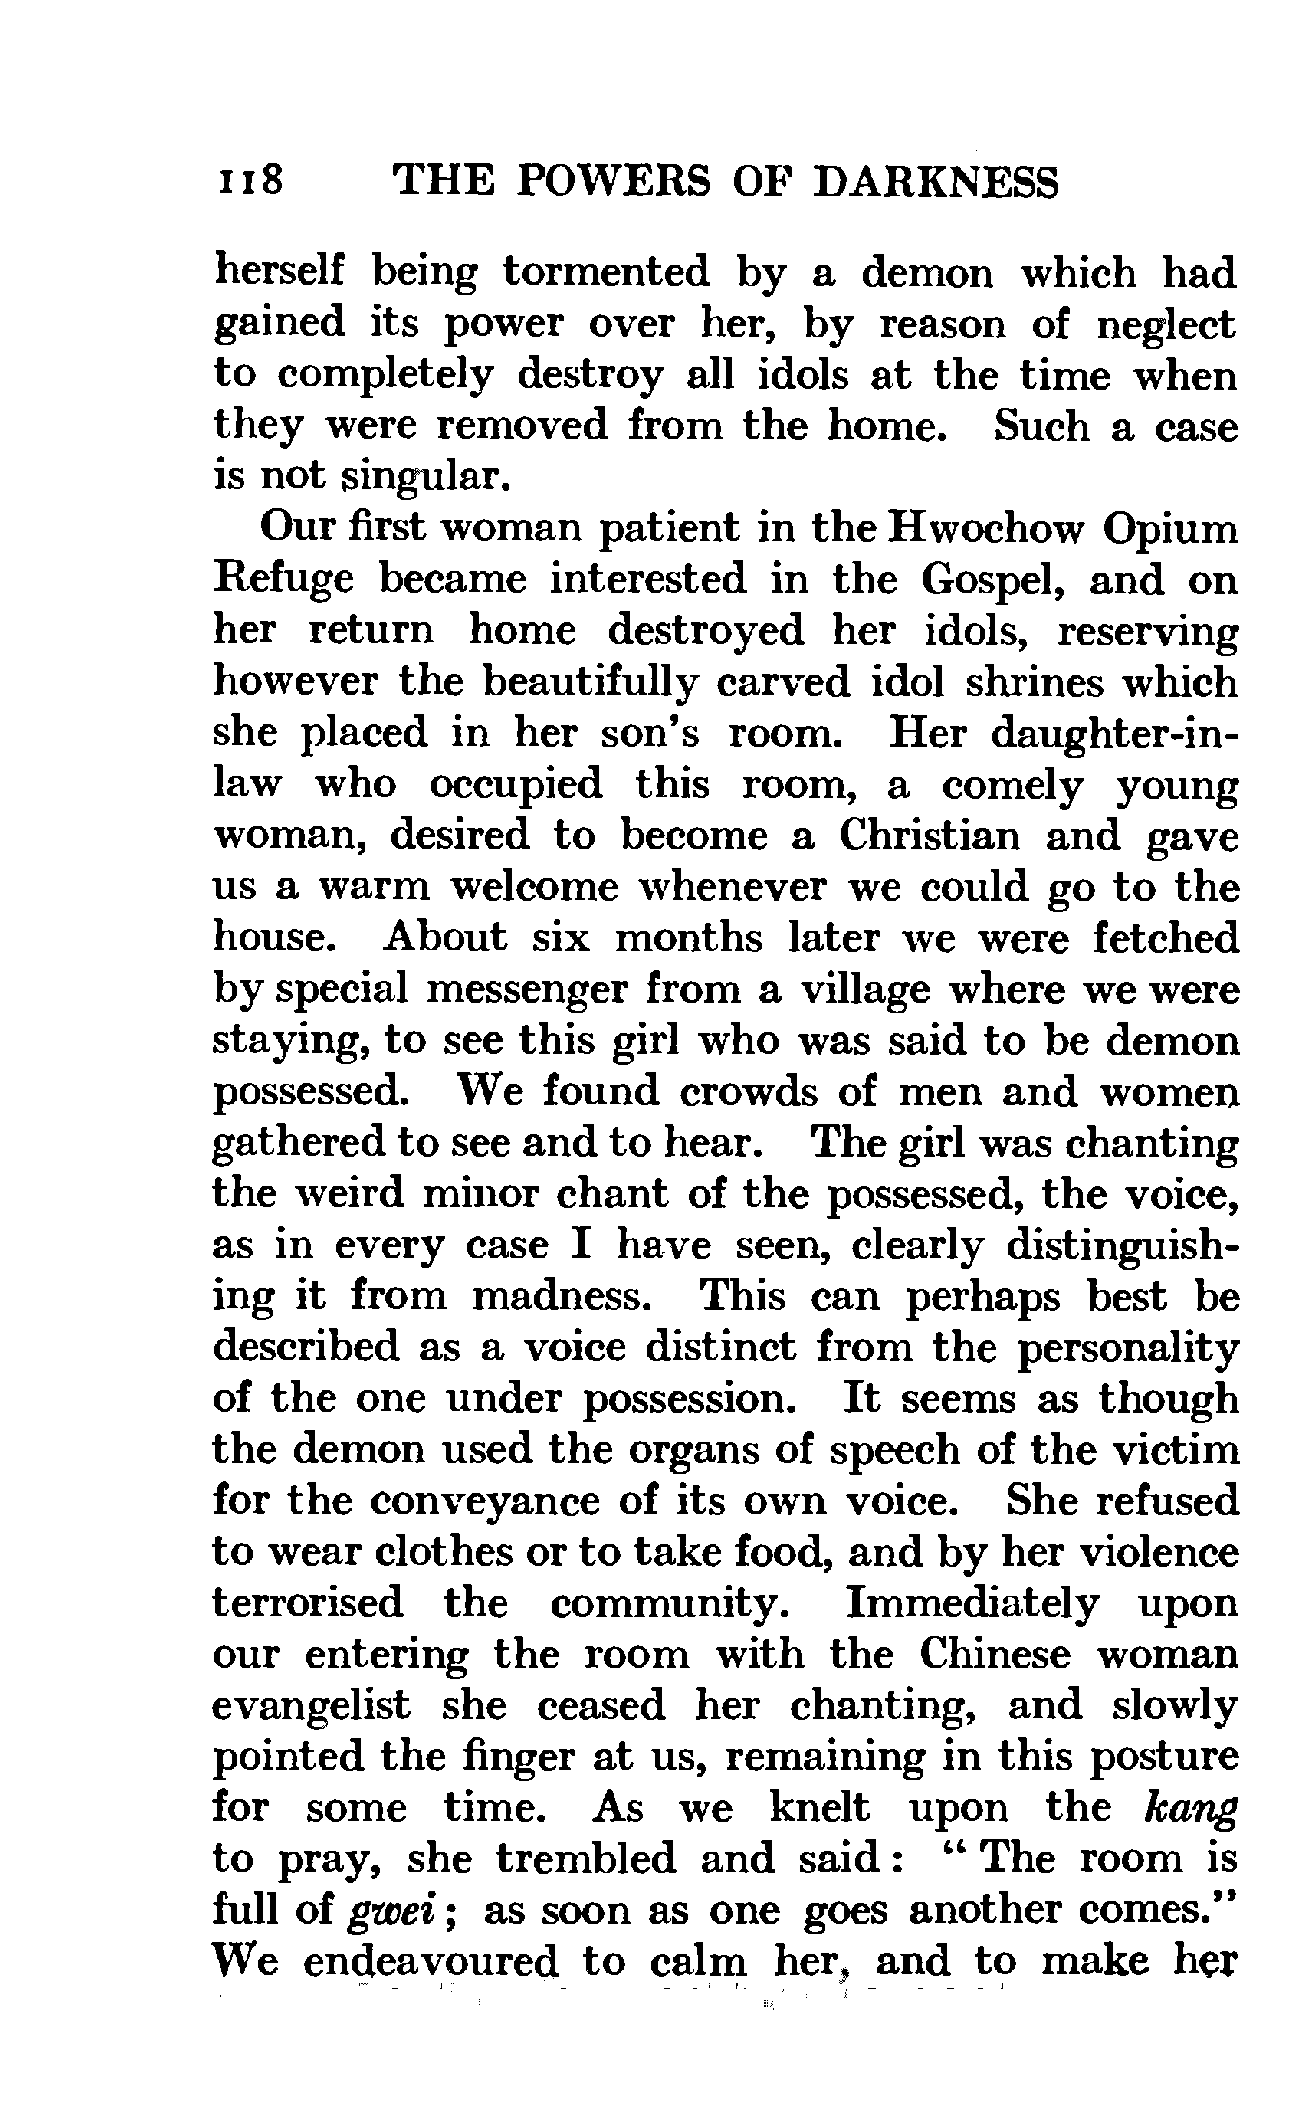 118 THE POWERS OF DARKNESS
herself being tormented by a demon which had
gained its power over her, by reason of neglect
to completely destroy all idols at the time when
they were removed from the home. Such a case
is not singular.
Our first woman patient in the Hwochow Opium
Refuge became interested in the Gospel, and on
her return home destroyed her idols, reserving
however the beautifully carved idol shrines which
she placed in her son's room. Her daughter-in-
law who occupied this room, a comely young
woman, desired to become a Christian and gave
us a warm welcome whenever we could go to the
house. About six months later we were fetched
by special messenger from a village where we were
staying, to see this girl who was said to be demon
possessed. We found crowds of men and women
gathered to see and to hear. The girl was chanting
the weird minor chant of the possessed, the voice,
as in every case I have seen, clearly distinguish-
ing it from madness. This can perhaps best be
described as a voice distinct from the personality
of the one under possession. It seems as though
the demon used the organs of speech of the victim
for the conveyance of its own voice. She refused
to wear clothes or to take food, and by her violence
terrorised the community. Immediately upon
our entering the room with the Chinese woman
evangelist she ceased her chanting, and slowly
pointed the finger at us, remaining in this posture
for some time. As we knelt upon the kang
to pray, she trembled and said : “ The room is
full of gwei ; as soon as one goes another comes.”
We endeavoured to calm her, and to make her